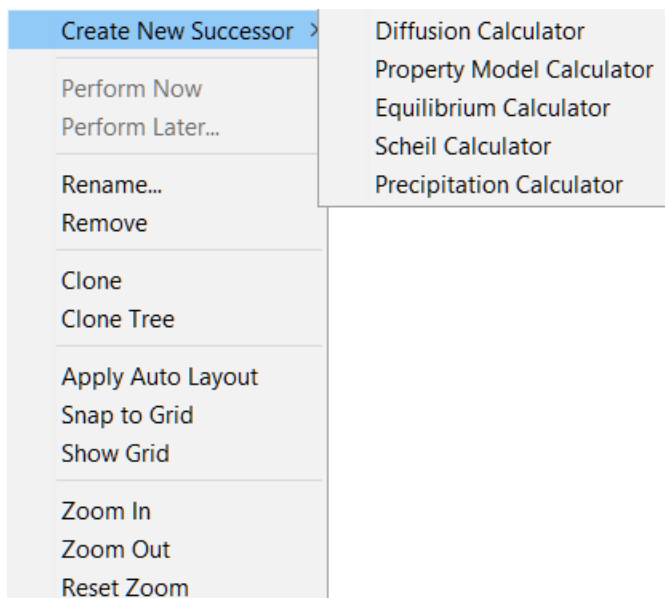 Create New Successor >
Perform Now
Perform Later...
Rename...
Remove
Clone
Clone Tree
Apply Auto Layout
Snap to Grid
Show Grid
Zoom In
Zoom Out
Reset Zoom
Diffusion Calculator
Property Model Calculator
Equilibrium Calculator
Scheil Calculator
Precipitation Calculator